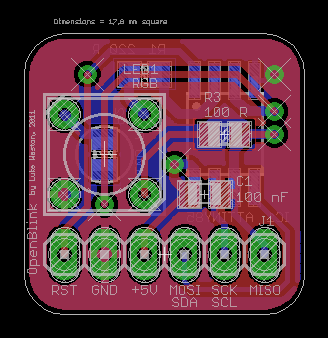 Dimensions = 17,8 mm square
LED1
RGB
R3
100 R
C1
100 nF
J1
OpenBlink by Luke Weston, 2011
RST GND +5V MOSI SCK MISO
SDA SCL